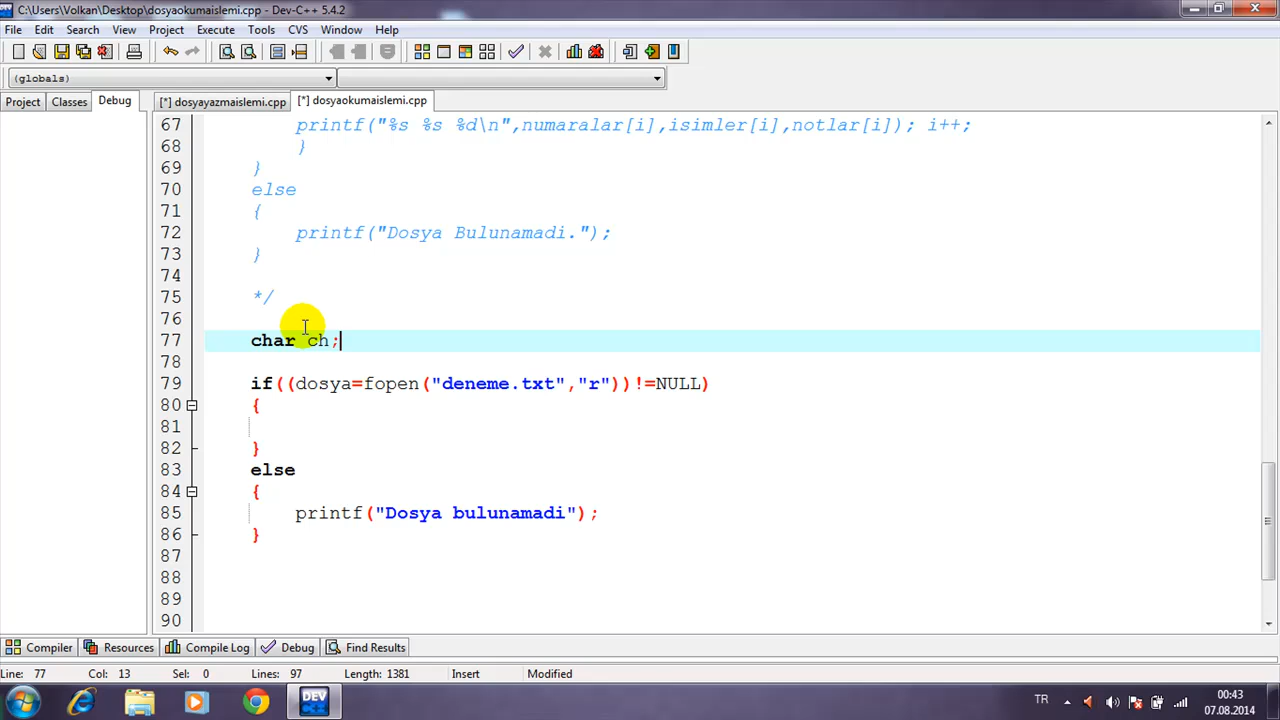 C:\Users\Volkan\Desktop\dosyaokumaislemi.cpp - Dev-C++ 5.4.2
File Edit Search View Project Execute Tools CVS Window Help
(globals)
Project Classes Debug [*] dosyayazmaislemi.cpp [*] dosyaokumaislemi.cpp
67 printf("%s %s %d\n",numaralar[i],isimler[i],notlar[i]); i++;
68 }
69 }
70 else
71 {
72 printf("Dosya Bulunamadi.");
73 }
74
75 */
76
77 char ch;
78
79 if((dosya=fopen("deneme.txt","r"))!=NULL)
80 {
81
82 }
83 else
84 {
85 printf("Dosya bulunamadi");
86 }
87
88
89
90
Compiler Resources Compile Log Debug Find Results
Line: 77 Col: 13 Sel: 0 Lines: 97 Length: 1381 Insert Modified
DEV
TR
00:43
07.08.2014